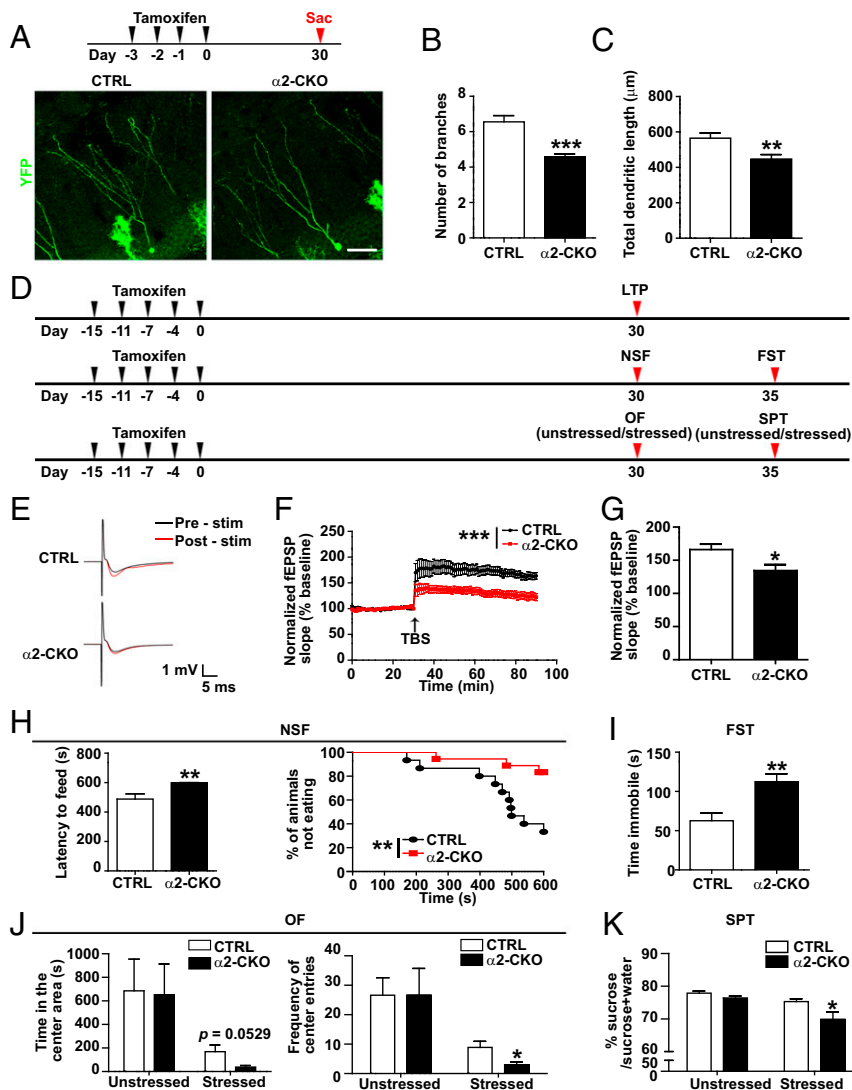 A
Tamoxifen Sac
Day -3 -2 -1 0 30
CTRL α2-CKO
YFP
B
Number of branches
8
6
4
2
0
***
CTRL α2-CKO
C
Total dendritic length (μm)
800
600
400
200
0
**
CTRL α2-CKO
D
Tamoxifen LTP
Day -15 -11 -7 -4 0 30
Tamoxifen NSF FST
Day -15 -11 -7 -4 0 30 35
OF SPT
Tamoxifen (unstressed/stressed) (unstressed/stressed)
Day -15 -11 -7 -4 0 30 35
E
Pre - stim
Post - stim
CTRL
α2-CKO
1 mV
5 ms
F
Normalized fEPSP
slope (% baseline)
250
200
150
100
50
0
*** CTRL
α2-CKO
TBS
0 20 40 60 80 100
Time (min)
G
Normalized fEPSP
slope (% baseline)
200
150
100
50
0
*
CTRL α2-CKO
H
NSF
Latency to feed (s)
800
600
400
200
0
**
CTRL α2-CKO
% of animals
not eating
100
80
60
40
20
0
** CTRL
α2-CKO
0 100 200 300 400 500 600
Time (s)
I
FST
Time immobile (s)
150
100
50
0
**
CTRL α2-CKO
J
OF
Time in the
center area (s)
1000
800
600
400
200
0
CTRL
α2-CKO
p = 0.0529
Unstressed Stressed
Frequency of
center entries
40
30
20
10
0
CTRL
α2-CKO
*
Unstressed Stressed
K
SPT
% sucrose
/sucrose+water
90
80
70
60
50
0
CTRL
α2-CKO
*
Unstressed Stressed